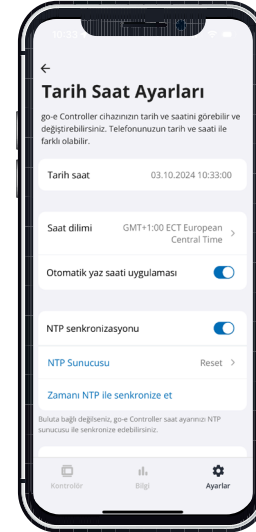 10:33
Tarih Saat Ayarları
go-e Controller cihazınızın tarih ve saatini görebilir ve
değiştirebilirsiniz. Telefonunuzun tarih ve saati ile
farklı olabilir.
Tarih saat 03.10.2024 10:33:00
Saat dilimi GMT+1:00 ECT European
Central Time
Otomatik yaz saati uygulaması
NTP senkronizasyonu
NTP Sunucusu Reset
Zamanı NTP ile senkronize et
Buluta bağlı değilseniz, go-e Controller saat ayarınızı NTP
sunucusu ile senkronize edebilirsiniz.
Kontrolör Bilgi Ayarlar